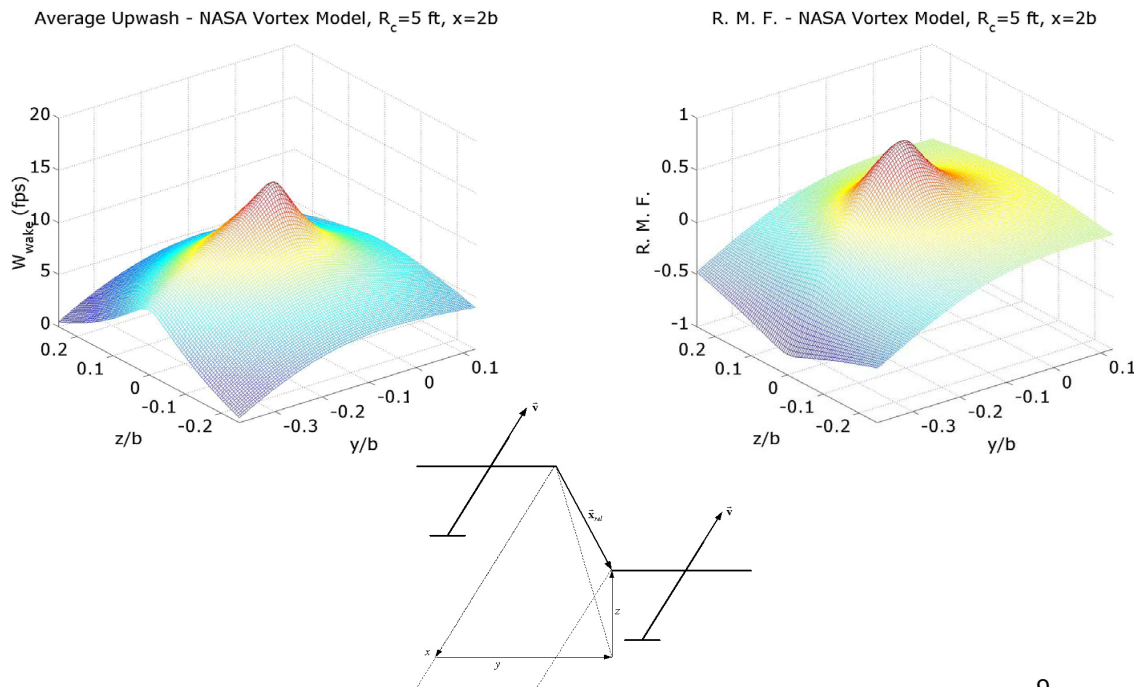 Average Upwash - NASA Vortex Model, R_c=5 ft, x=2b
20
15
10
5
0
W_wake (fps)
0.2
0.1
0
-0.1
-0.2
z/b
-0.3
-0.2
-0.1
0
0.1
y/b
R. M. F. - NASA Vortex Model, R_c=5 ft, x=2b
1
0.5
0
-0.5
-1
R. M. F.
0.2
0.1
0
-0.1
-0.2
z/b
-0.3
-0.2
-0.1
0
0.1
y/b
v⃗
x⃗_rel
v⃗
z
x
y